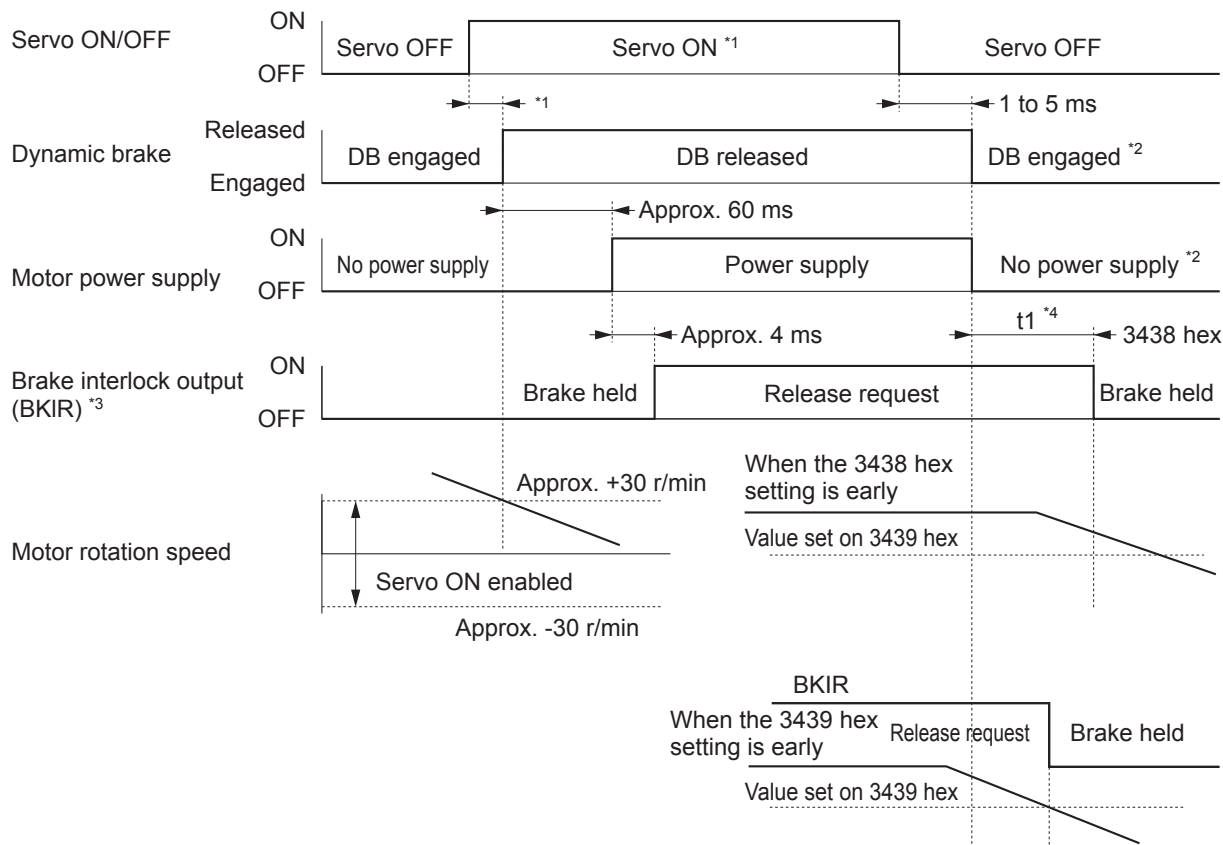 ON
Servo ON/OFF
Servo OFF
Servo ON *1
Servo OFF
OFF
*1
1 to 5 ms
Released
Dynamic brake
DB engaged
DB released
DB engaged *2
Engaged
Approx. 60 ms
ON
Motor power supply
No power supply
Power supply
No power supply *2
OFF
t1 *4
Approx. 4 ms
3438 hex
ON
Brake interlock output
(BKIR) *3
Brake held
Release request
Brake held
OFF
When the 3438 hex
setting is early
Approx. +30 r/min
Value set on 3439 hex
Motor rotation speed
Servo ON enabled
Approx. -30 r/min
BKIR
When the 3439 hex
setting is early
Release request
Brake held
Value set on 3439 hex